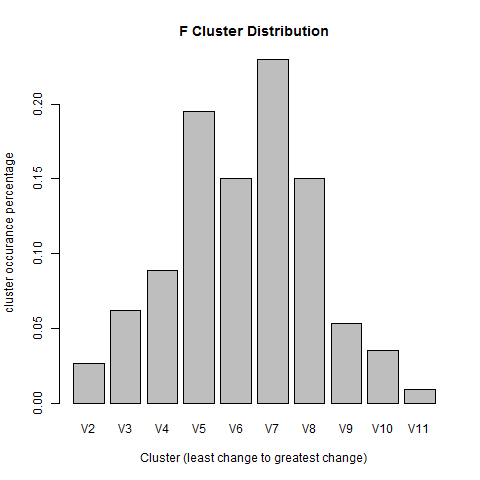 F Cluster Distribution
cluster occurance percentage
0.20
0.15
0.10
0.05
0.00
V2 V3 V4 V5 V6 V7 V8 V9 V10 V11
Cluster (least change to greatest change)